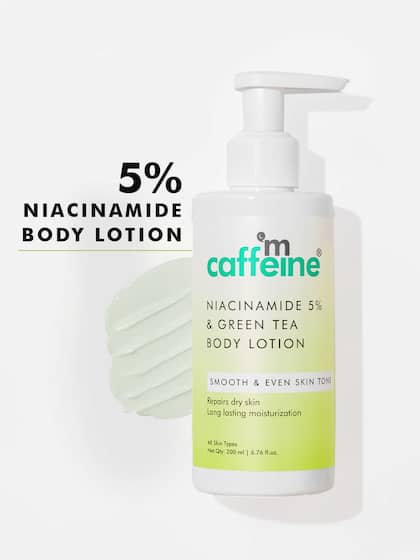 5%
NIACINAMIDE
BODY LOTION
I'm
caffeine®
NIACINAMIDE 5%
& GREEN TEA
BODY LOTION
SMOOTH & EVEN SKIN TONE
Repairs dry skin
Long lasting moisturization
All Skin Types
Net Qty: 200 ml | 6.76 fl.oz.